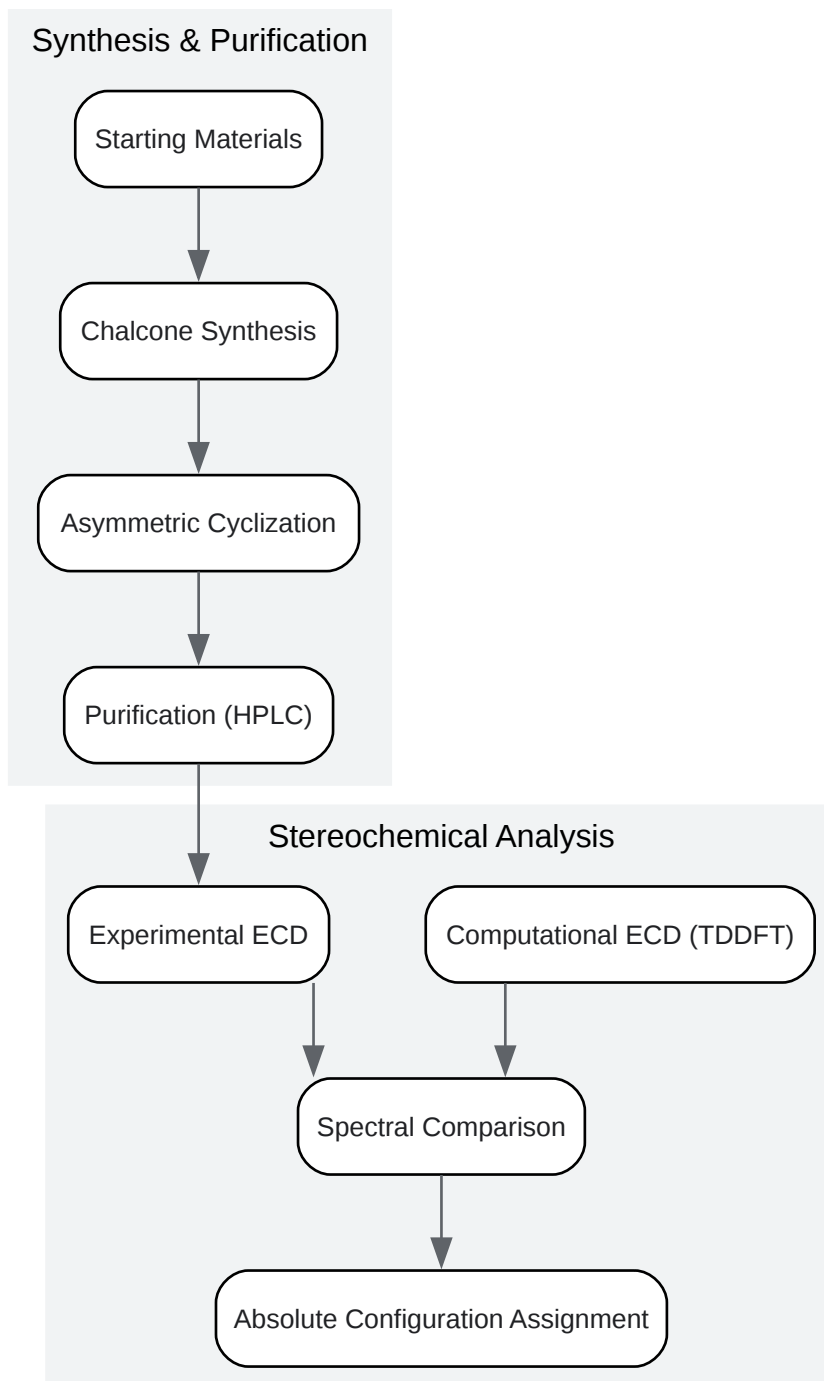 Synthesis & Purification
Starting Materials
Chalcone Synthesis
Asymmetric Cyclization
Purification (HPLC)
Stereochemical Analysis
Experimental ECD
Computational ECD (TDDFT)
Spectral Comparison
Absolute Configuration Assignment